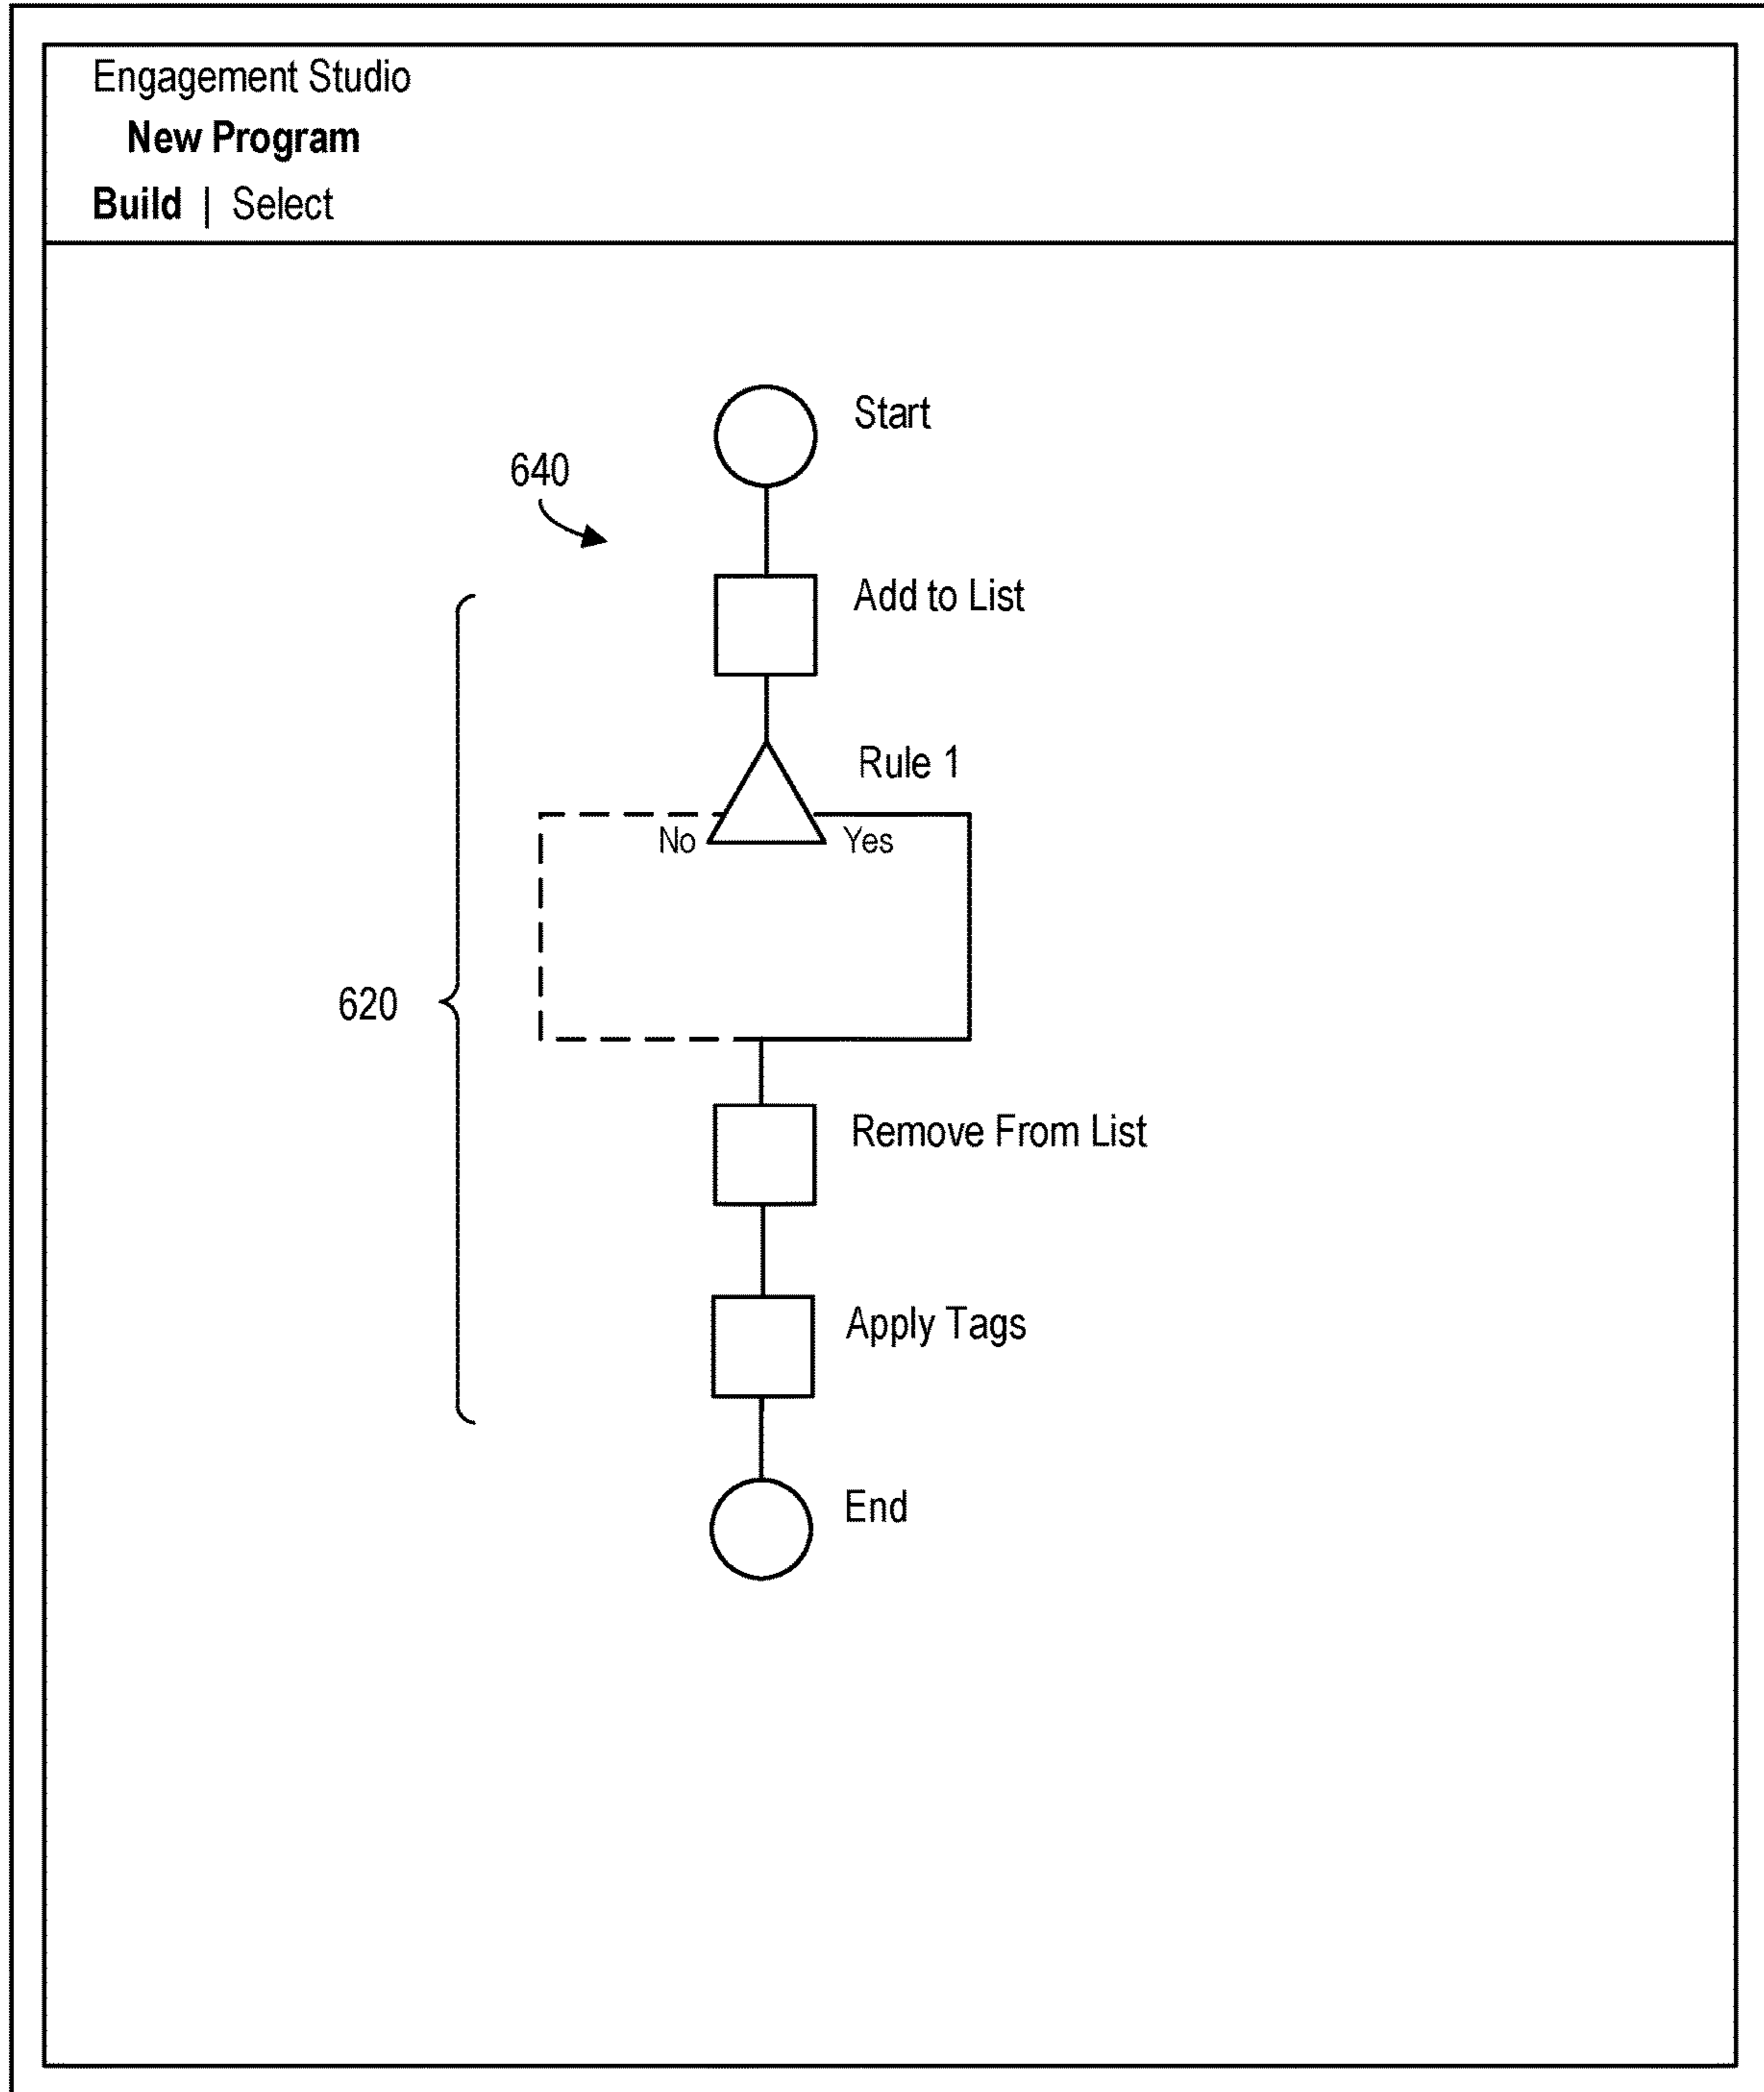 Engagement Studio
New Program
Build | Select
Start
640
Add to List
Rule 1
No
Yes
620
Remove From List
Apply Tags
End